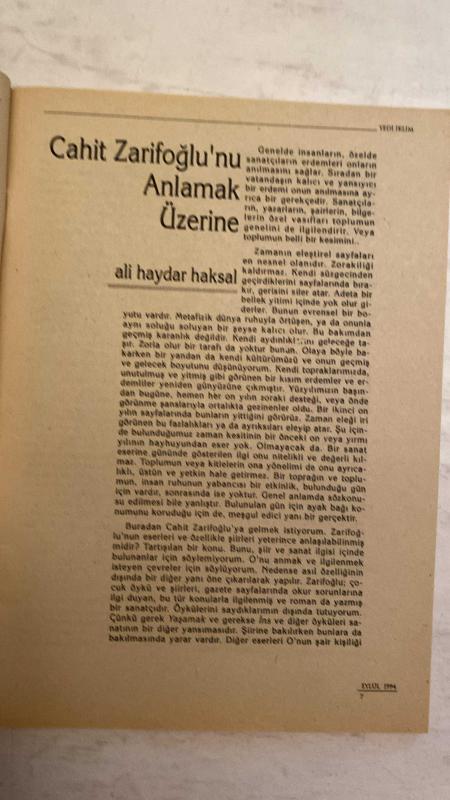 YEDİ İKLİM
Cahit Zarifoğlu'nu
Anlamak
Üzerine
ali haydar haksal
Genelde insanların, özelde
sanatçıların erdemleri onların
anılmasını sağlar. Sıradan bir
vatandaşın kalıcı ve yansıyıcı
bir erdemi onun anılmasına ay-
rıca bir gerekçedir. Sanatçıla-
rın, yazarların, şairlerin, bilge-
lerin özel vasıfları toplumun
genelini de ilgilendirir. Veya
toplumun belli bir kesimini..
Zamanın eleştirel sayfaları
en nesnel olanıdır. Zorakiliği
kaldırmaz. Kendi süzgecinden
geçirdiklerini sayfalarında bıra-
kır, gerisini siler atar. Adeta bir
bellek yitimi içinde yok olur gi-
derler. Bunun evrensel bir bo-
yutu vardır. Metafizik dünya ruhuyla örtüşen, ya da onunla
aynı soluğu soluyan bir şeyse kalıcı olur. Bu bakımdan
geçmiş karanlık değildir. Kendi geleceğe ta-
şır. Zorla olur bir tarafı da yoktur bunun. Olaya böyle ba-
karken bir yandan da kendi kültürümüzü ve onun geçmiş
ve gelecek boyutunu düşünüyorum. Kendi topraklarımızda,
unutulmuş ve yitmiş gibi görünen bir kısım erdemler ve er-
demliler yeniden günyüzüne çıkmıştır. Yüzyılımızın başın-
dan bugüne, hemen her on yılın zoraki desteği, veya önde
görünme şanslarıyla ortalıkta gezinenler oldu. Bir ikinci on
yılın sayfalarında bunların yittiğini görürüz. Zaman eleği iri
görünen bu fazlalıkları ya da ayrıksıları eleyip atar. Şu için-
de bulunduğumuz zaman kesitinin bir önceki on veya yirmi
yılının hayhuyundan eser yok. Olmayacak da. Bir sanat
eserine gününde gösterilen ilgi onu nitelikli ve değerli kıl-
maz. Toplumun veya kitlelerin ona yönelimi de onu ayrıca-
lıklı, üstün ve yetkin hale getirmez. Bir toprağın ve toplu-
mun, insan ruhunun yabancısı bir etkinlik, bulunduğu gün
için vardır, sonrasında ise yoktur. Genel anlamda sözkonu-
su edilmesi bile yanlıştır. Bulunulan gün için ayak bağı ko-
numunu koruduğu için de, meşgul edici yanı bir gerçektir.
Buradan Cahit Zarifoğlu'ya gelmek istiyorum. Zarifoğ-
lu'nun eserleri ve özellikle şiirleri yeterince anlaşılabilinmiş
midir? Tartışılan bir konu. Bunu, şiir ve sanat ilgisi içinde
bulunanlar için söylemiyorum. O'nu anmak ve ilgilenmek
isteyen çevreler için söylüyorum. Nedense asıl özelliğinin
dışında bir diğer yanı öne çıkarılarak yapılır. Zarifoğlu; ço-
cuk öykü ve şiirleri, gazete sayfalarında okur sorunlarına
ilgi duyan, bu tür konularla ilgilenmiş ve roman da yazmış
bir sanatçıdır. Öykülerini saydıklarımın dışında tutuyorum.
Çünkü gerek Yaşamak ve gerekse İns ve diğer öyküleri sa-
natının bir diğer yansımasıdır. Şiirine bakılırken bunlara da
bakılmasında yarar vardır. Diğer eserleri O'nun şair kişiliği
EYLÜL 1994
7